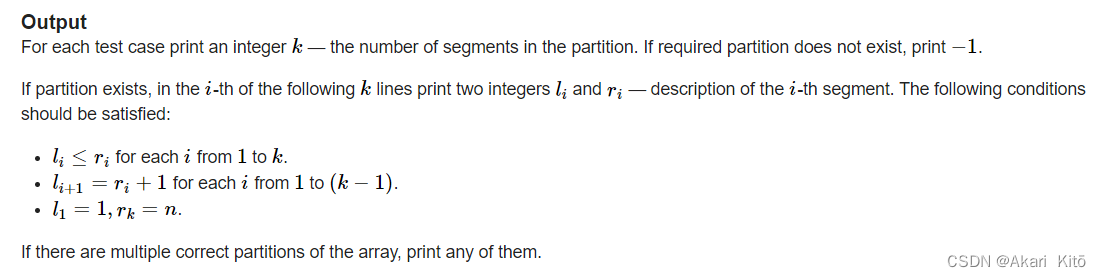 Output
For each test case print an integer k — the number of segments in the partition. If required partition does not exist, print −1.
If partition exists, in the i-th of the following k lines print two integers l_i and r_i — description of the i-th segment. The following conditions
should be satisfied:
• l_i ≤ r_i for each i from 1 to k.
• l_{i+1} = r_i + 1 for each i from 1 to (k − 1).
• l_1 = 1, r_k = n.
If there are multiple correct partitions of the array, print any of them.
CSDN @Akari_Kitō